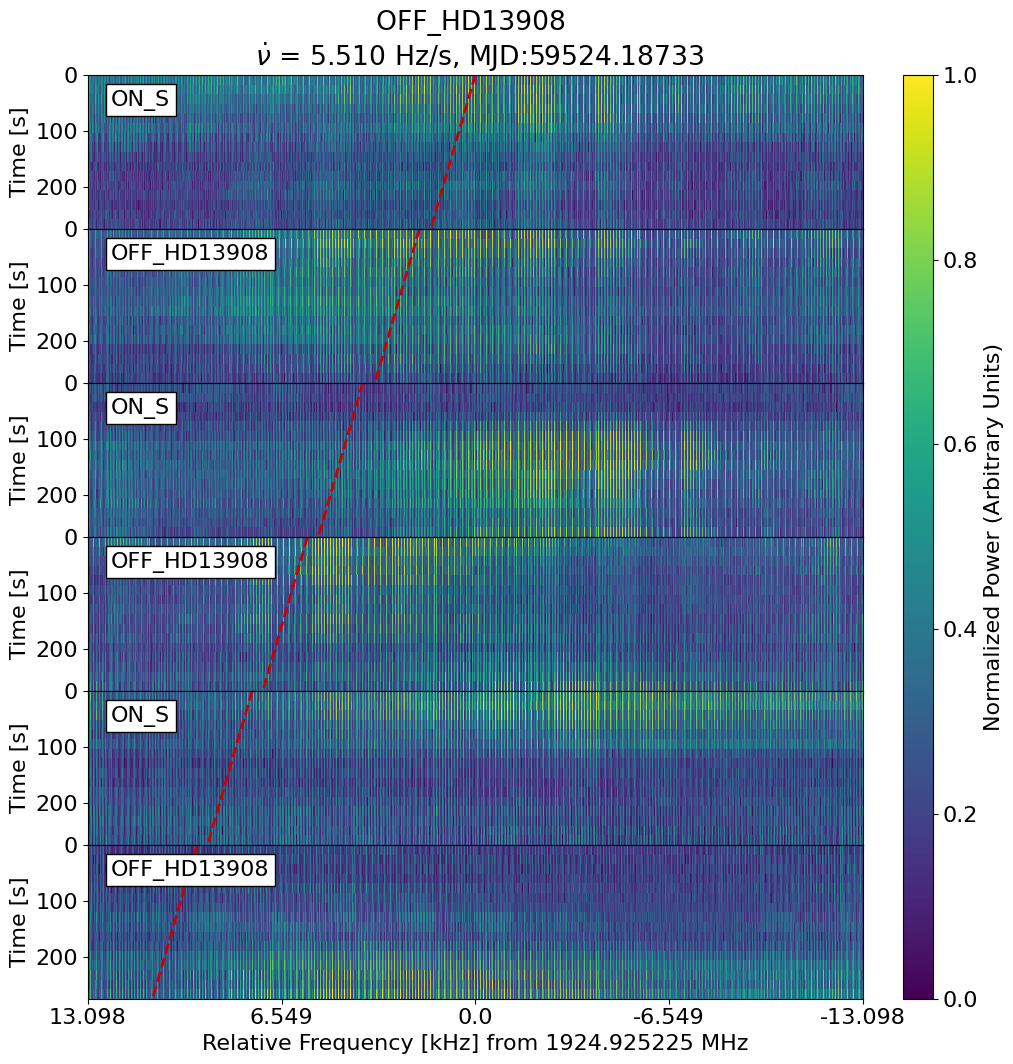 OFF_HD13908
ν̇ = 5.510 Hz/s, MJD:59524.18733
0
100
200
Time [s]
ON_S
0
100
200
Time [s]
OFF_HD13908
0
100
200
Time [s]
ON_S
0
100
200
Time [s]
OFF_HD13908
0
100
200
Time [s]
ON_S
0
100
200
Time [s]
OFF_HD13908
13.098 6.549 0.0 -6.549 -13.098
Relative Frequency [kHz] from 1924.925225 MHz
1.0
0.8
0.6
0.4
0.2
0.0
Normalized Power (Arbitrary Units)